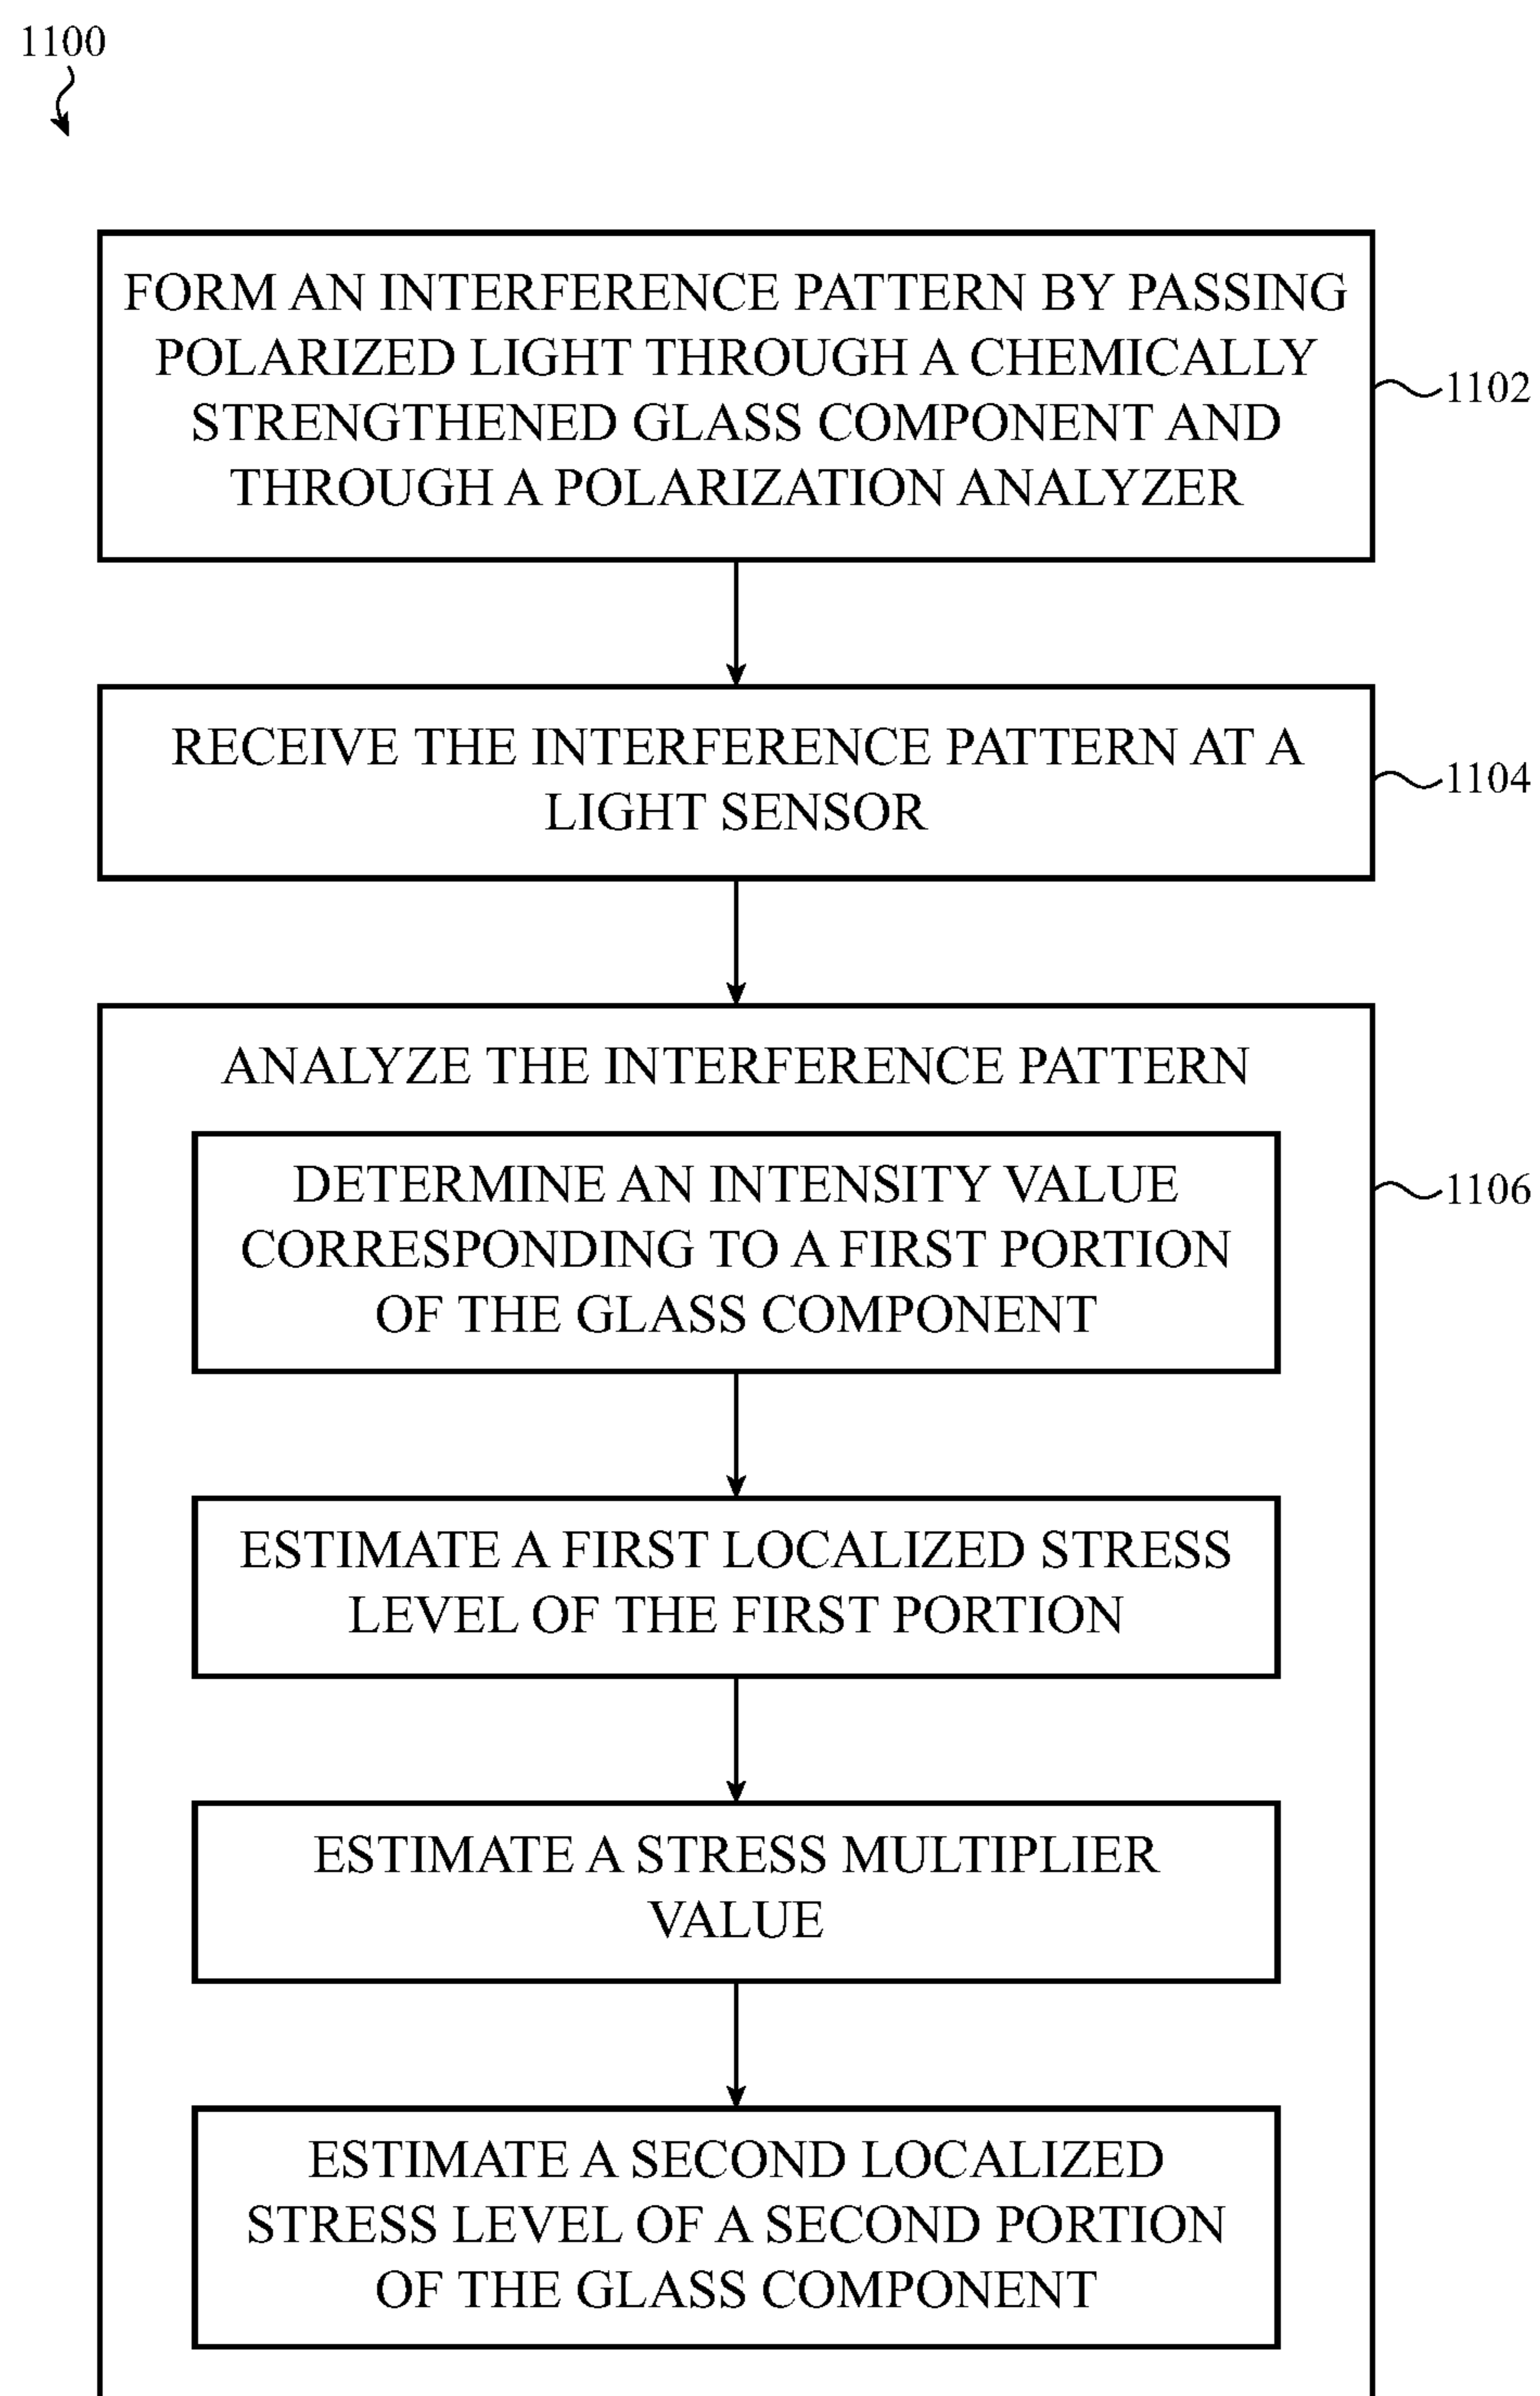 1100
FORM AN INTERFERENCE PATTERN BY PASSING
POLARIZED LIGHT THROUGH A CHEMICALLY
STRENGTHENED GLASS COMPONENT AND
THROUGH A POLARIZATION ANALYZER
1102
RECEIVE THE INTERFERENCE PATTERN AT A
LIGHT SENSOR
1104
ANALYZE THE INTERFERENCE PATTERN
DETERMINE AN INTENSITY VALUE
CORRESPONDING TO A FIRST PORTION
OF THE GLASS COMPONENT
1106
ESTIMATE A FIRST LOCALIZED STRESS
LEVEL OF THE FIRST PORTION
ESTIMATE A STRESS MULTIPLIER
VALUE
ESTIMATE A SECOND LOCALIZED
STRESS LEVEL OF A SECOND PORTION
OF THE GLASS COMPONENT